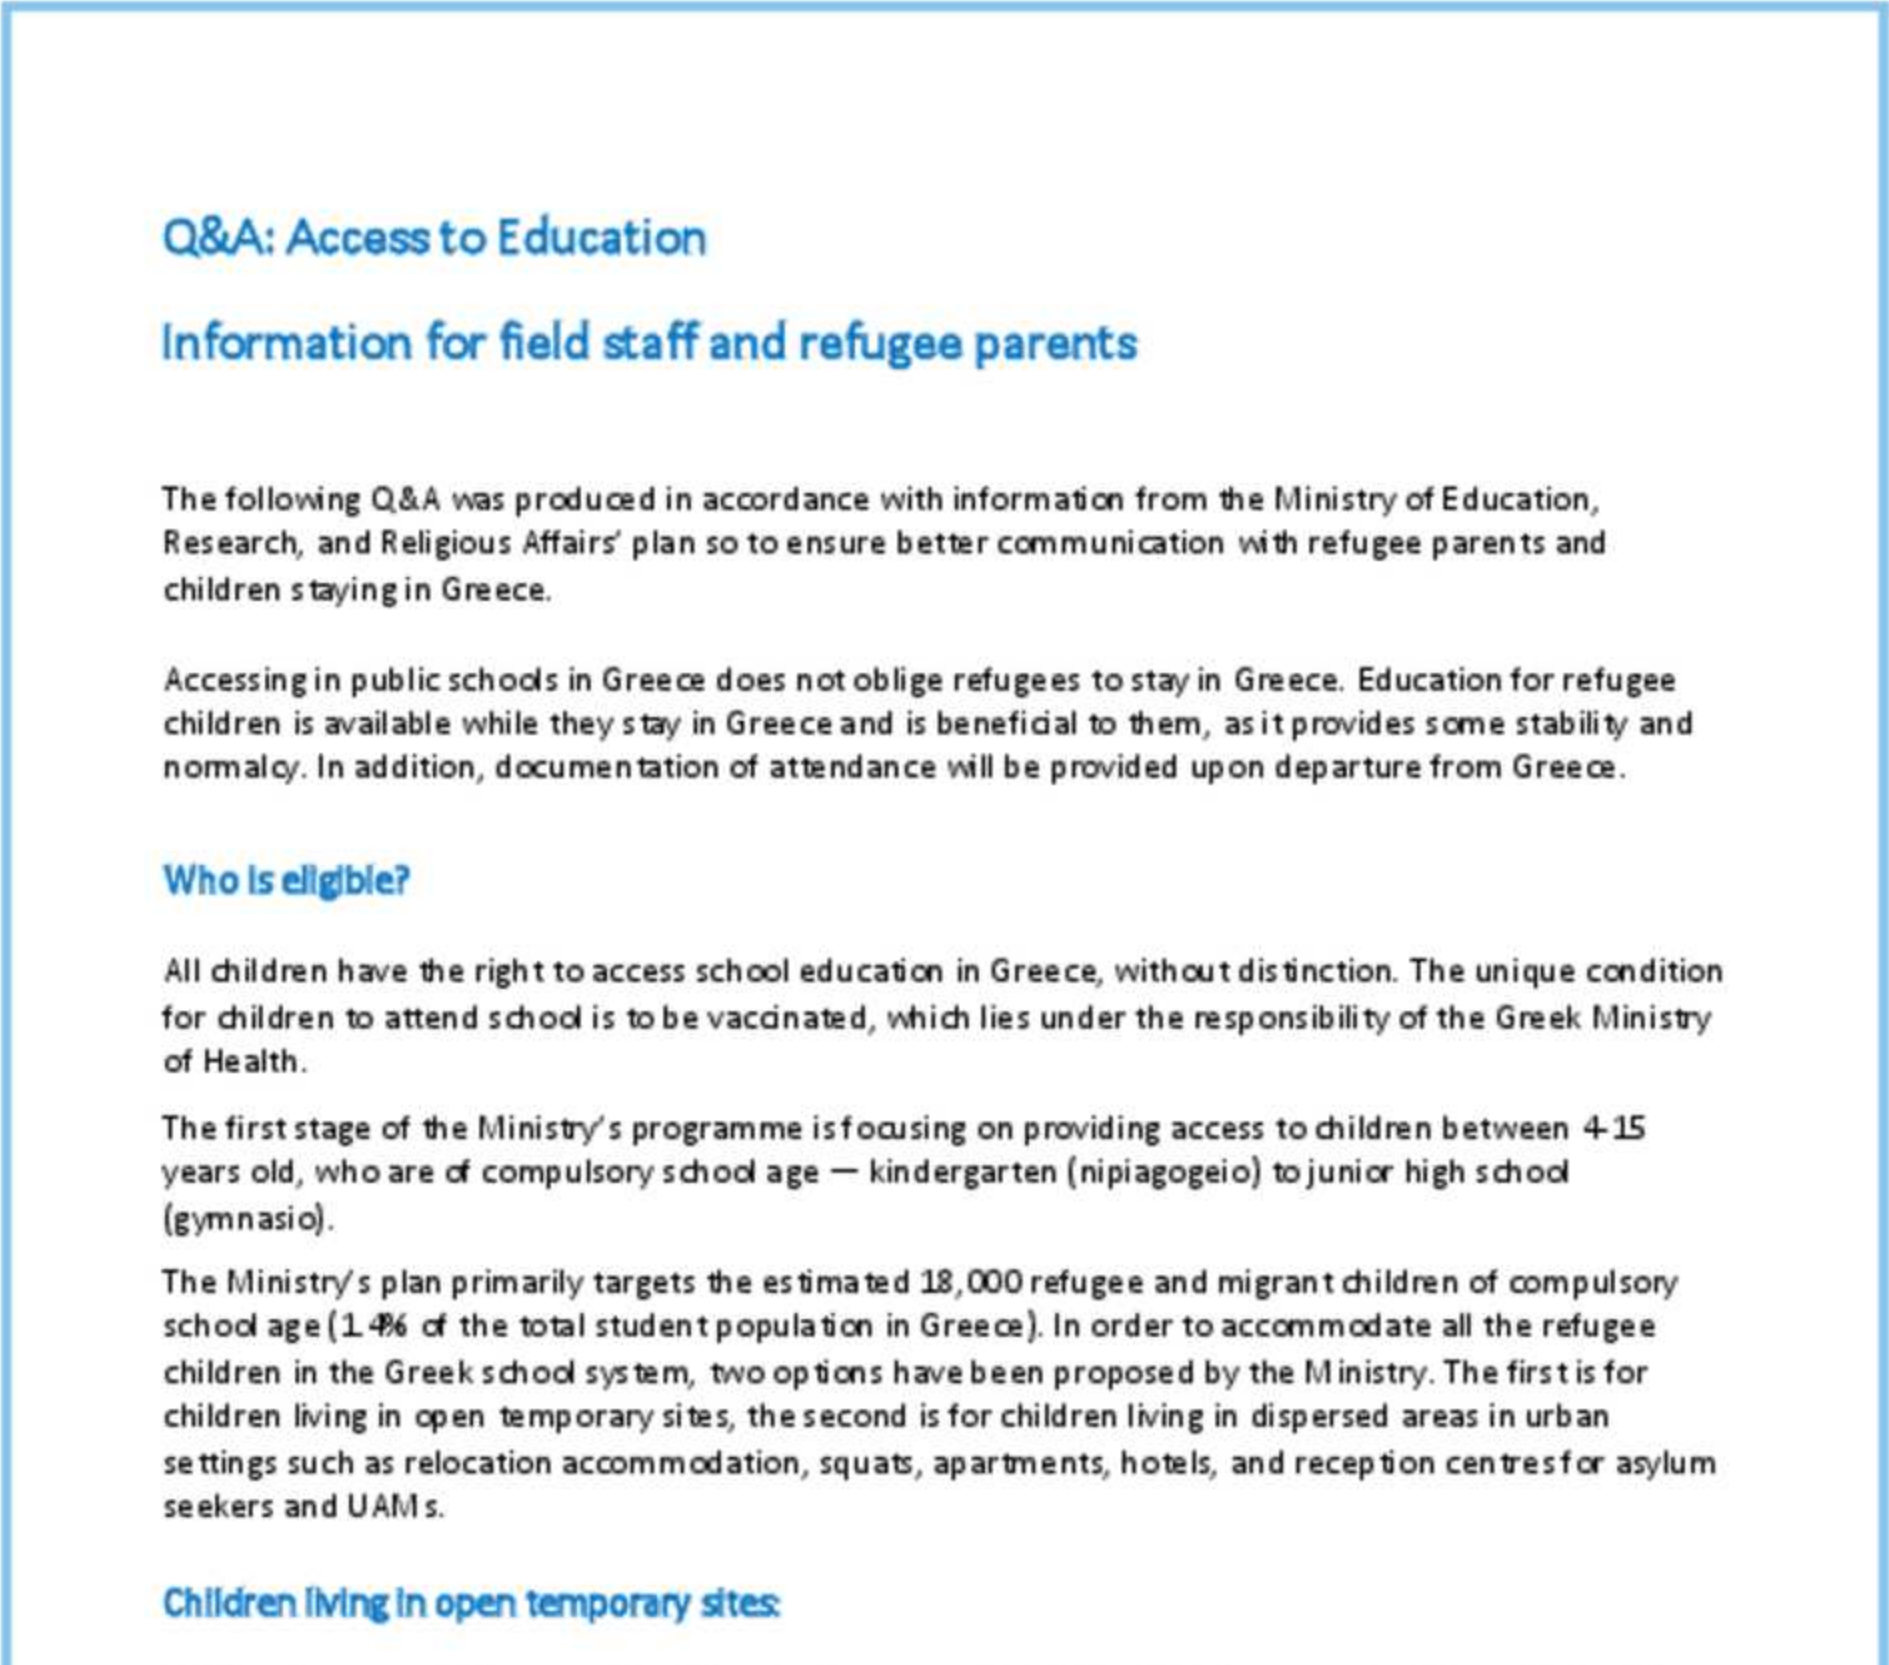 Q&A: Access to Education
Information for field staff and refugee parents
The following Q&A was produced in accordance with information from the Ministry of Education,
Research, and Religious Affairs' plan so to ensure better communication with refugee parents and
children staying in Greece.
Accessing in public schools in Greece does not oblige refugees to stay in Greece. Education for refugee
children is available while they stay in Greece and is beneficial to them, as it provides some stability and
normalcy. In addition, documentation of attendance will be provided upon departure from Greece.
Who is eligible?
All children have the right to access school education in Greece, without distinction. The unique condition
for children to attend school is to be vaccinated, which lies under the responsibility of the Greek Ministry
of Health.
The first stage of the Ministry's programme is focusing on providing access to children between 4-15
years old, who are of compulsory school age — kindergarten (nipiagogeio) to junior high school
(gymnasio).
The Ministry's plan primarily targets the estimated 18,000 refugee and migrant children of compulsory
school age (1.4% of the total student population in Greece). In order to accommodate all the refugee
children in the Greek school system, two options have been proposed by the Ministry. The first is for
children living in open temporary sites, the second is for children living in dispersed areas in urban
settings such as relocation accommodation, squats, apartments, hotels, and reception centres for asylum
seekers and UAMs.
Children living in open temporary sites: